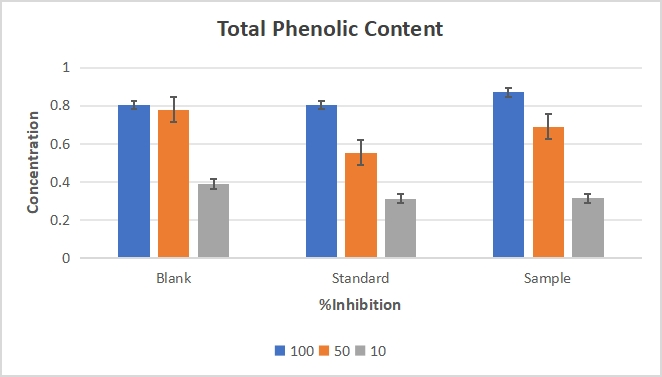 Total Phenolic Content
1
0.8
0.6
0.4
0.2
0
Concentration
Blank Standard Sample
%Inhibition
100 50 10